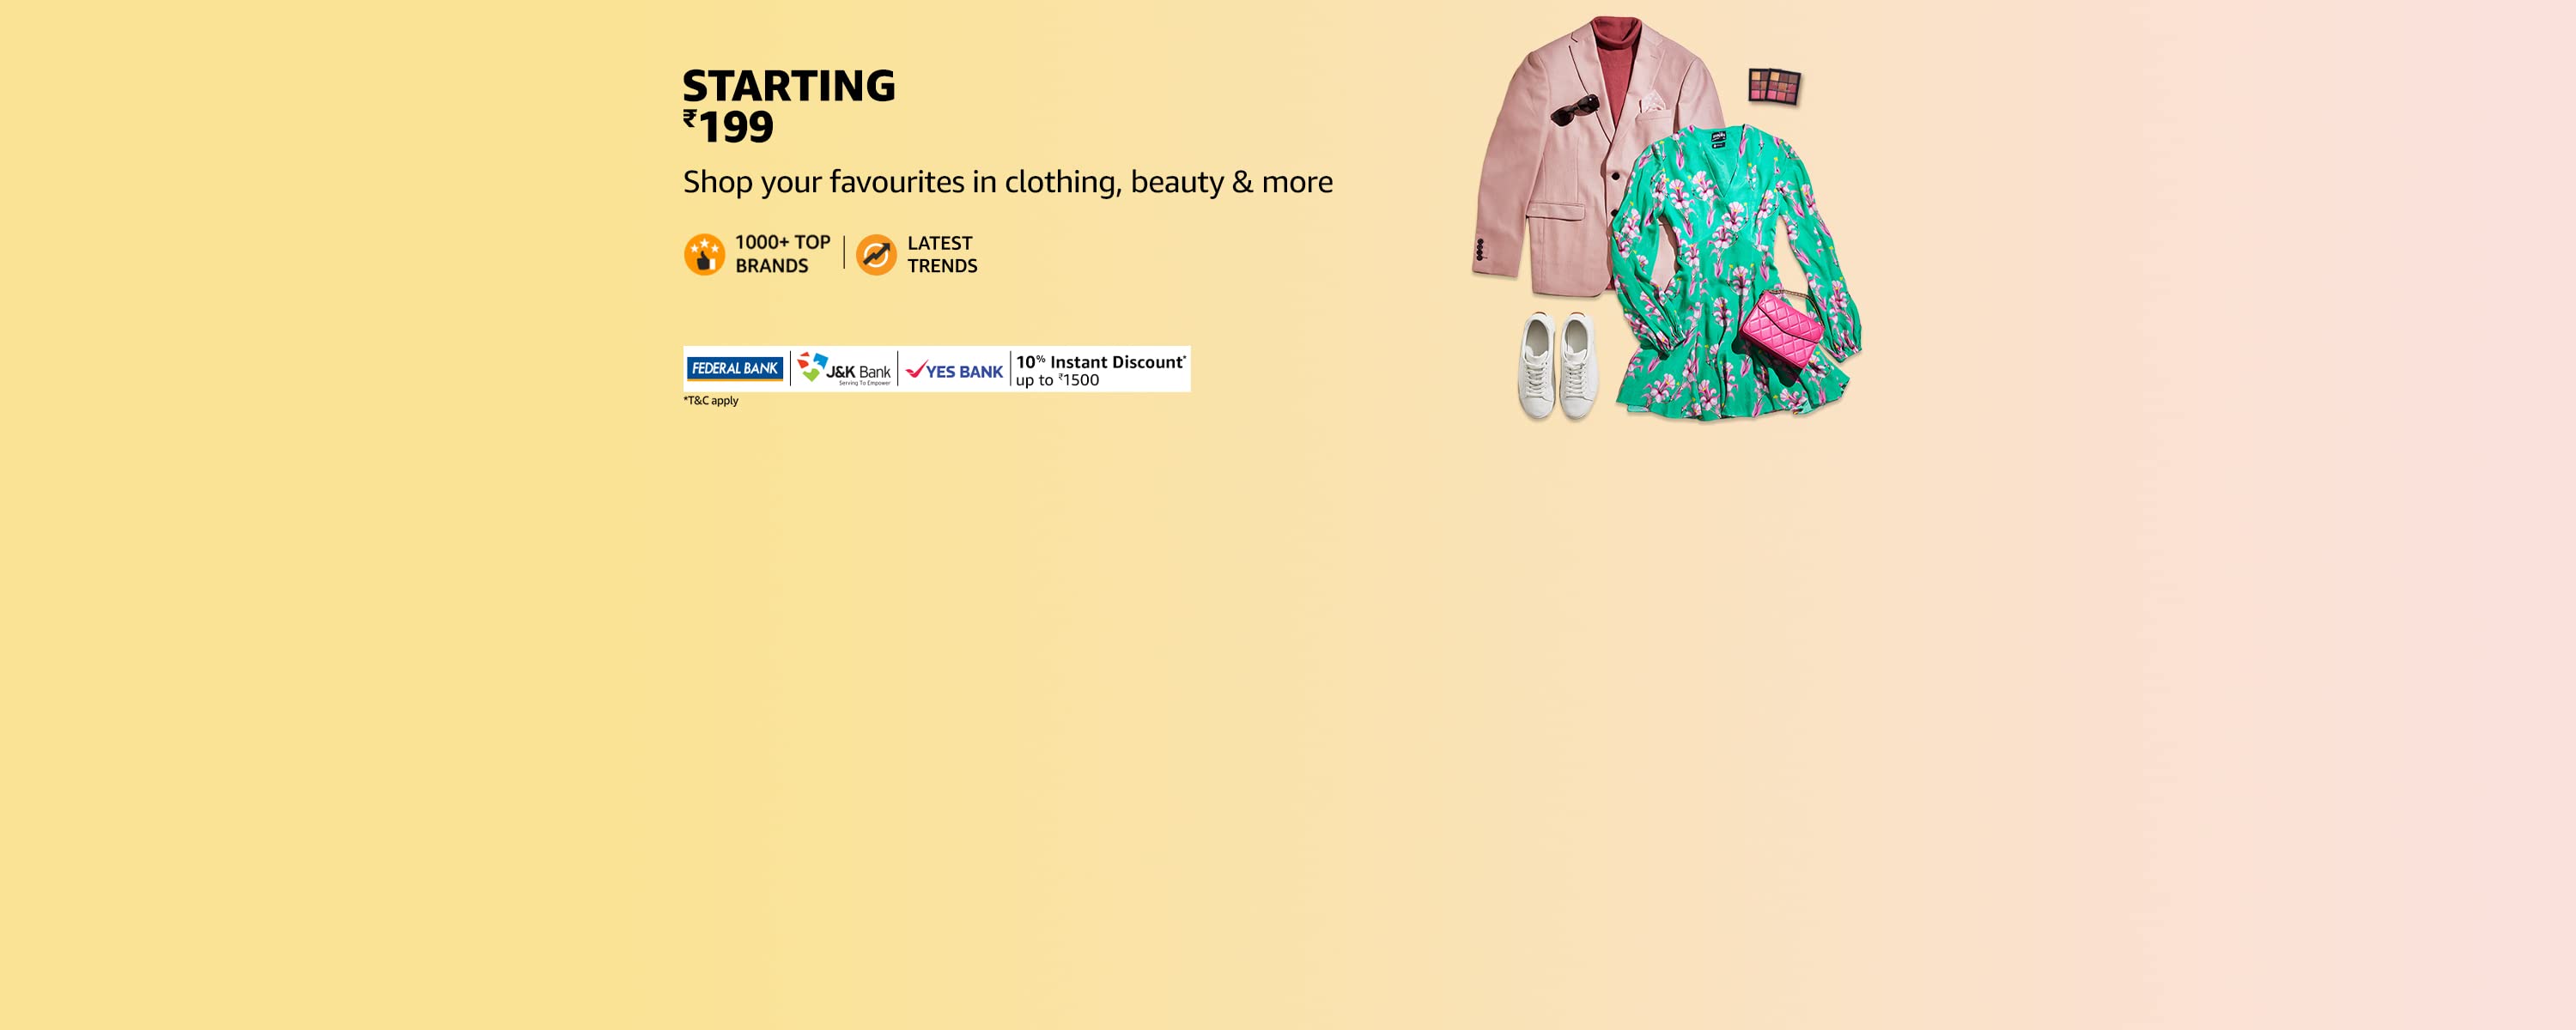 STARTING
₹199
Shop your favourites in clothing, beauty & more
1000+ TOP
BRANDS
LATEST
TRENDS
FEDERAL BANK
J&K Bank
Serving To Empower
YES BANK
10% Instant Discount*
up to ₹1500
*T&C apply